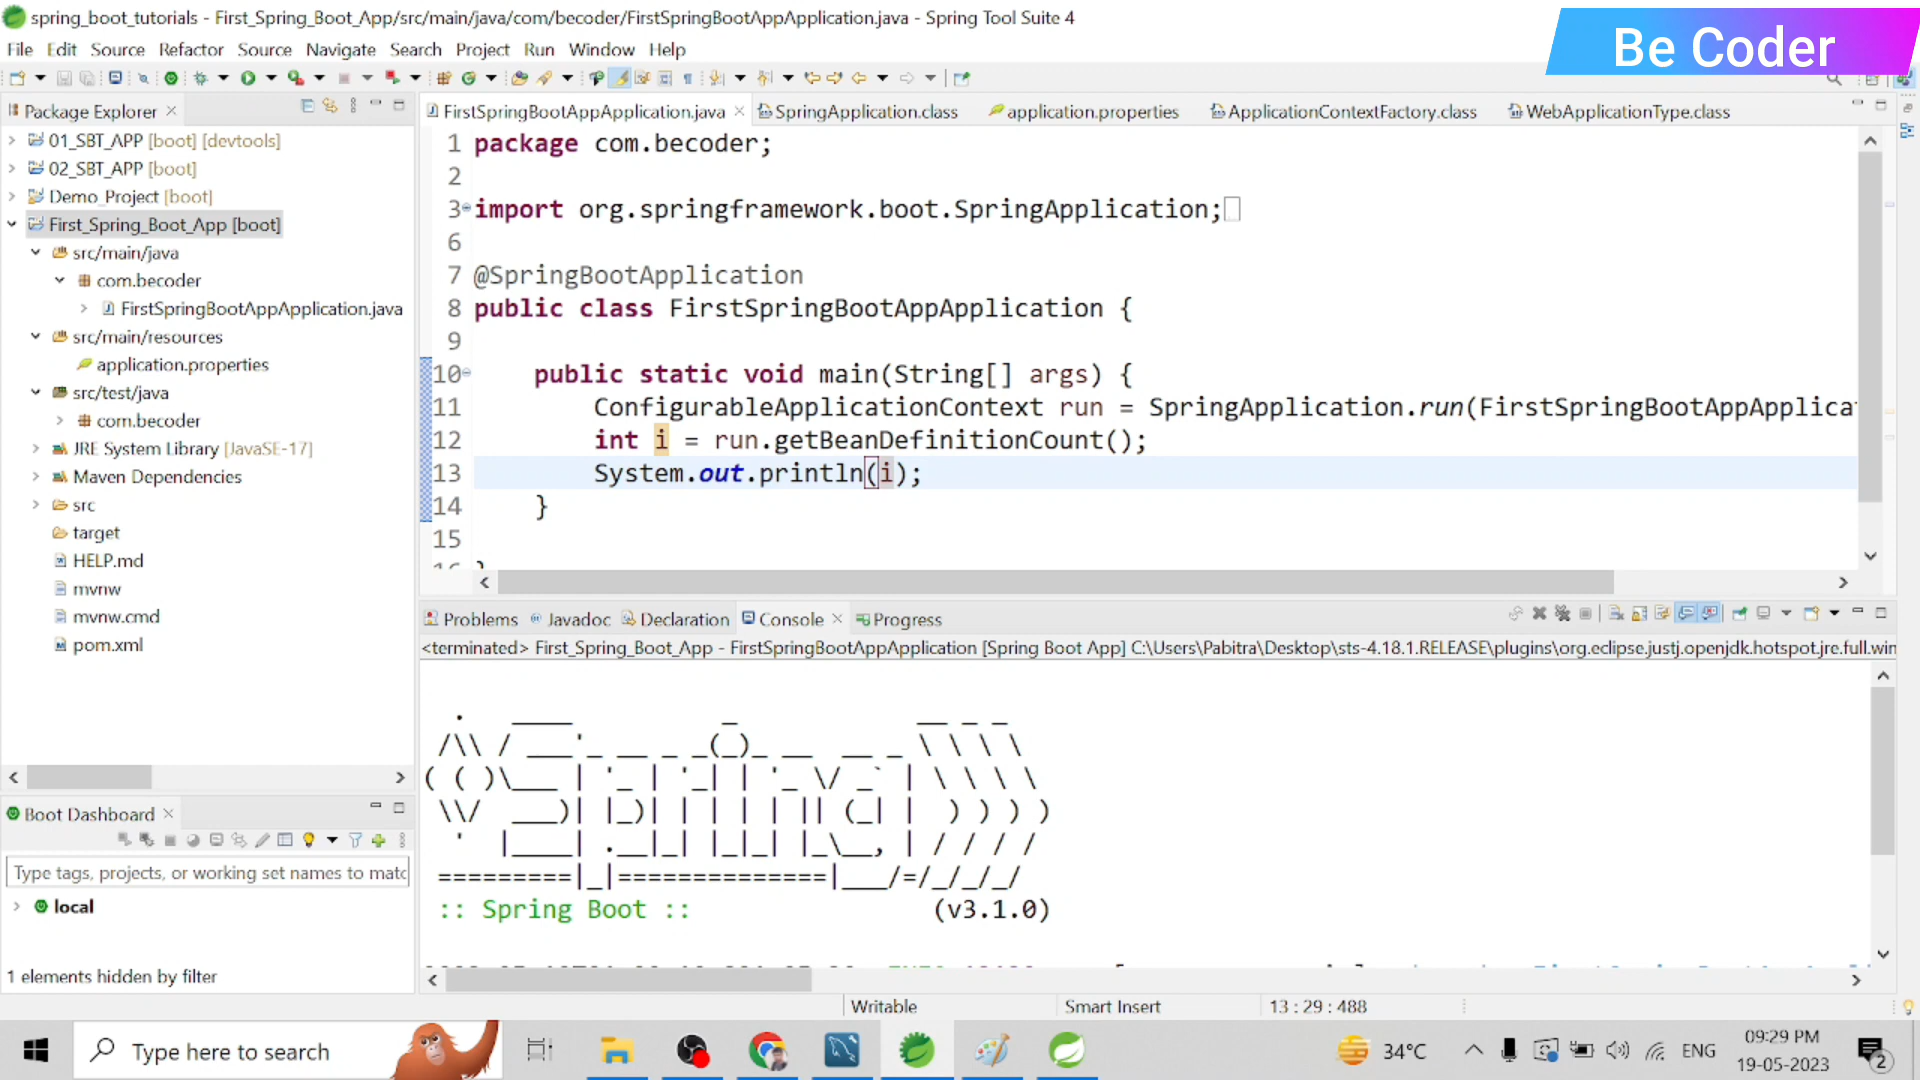 spring_boot_tutorials - First_Spring_Boot_App/src/main/java/com/becoder/FirstSpringBootAppApplication.java - Spring Tool Suite 4
Be Coder
File Edit Source Refactor Source Navigate Search Project Run Window Help
Package Explorer
01_SBT_APP [boot] [devtools]
02_SBT_APP [boot]
Demo_Project [boot]
First_Spring_Boot_App [boot]
src/main/java
com.becoder
FirstSpringBootAppApplication.java
src/main/resources
application.properties
src/test/java
com.becoder
JRE System Library [JavaSE-17]
Maven Dependencies
src
target
HELP.md
mvnw
mvnw.cmd
pom.xml
FirstSpringBootAppApplication.java SpringApplication.class application.properties ApplicationContextFactory.class WebApplicationType.class
1 package com.becoder;
2
3 import org.springframework.boot.SpringApplication;
6
7 @SpringBootApplication
8 public class FirstSpringBootAppApplication {
9
10 public static void main(String[] args) {
11 ConfigurableApplicationContext run = SpringApplication.run(FirstSpringBootAppApplica
12 int i = run.getBeanDefinitionCount();
13 System.out.println(i);
14 }
15
16 }
Problems Javadoc Declaration Console Progress
<terminated> First_Spring_Boot_App - FirstSpringBootAppApplication [Spring Boot App] C:\Users\Pabitra\Desktop\sts-4.18.1.RELEASE\plugins\org.eclipse.justj.openjdk.hotspot.jre.full.win
Spring
:: Spring Boot :: (v3.1.0)
Boot Dashboard
Type tags, projects, or working set names to matc
local
1 elements hidden by filter
Writable Smart Insert 13 : 29 : 488
Type here to search
34°C
ENG
09:29 PM
19-05-2023
2